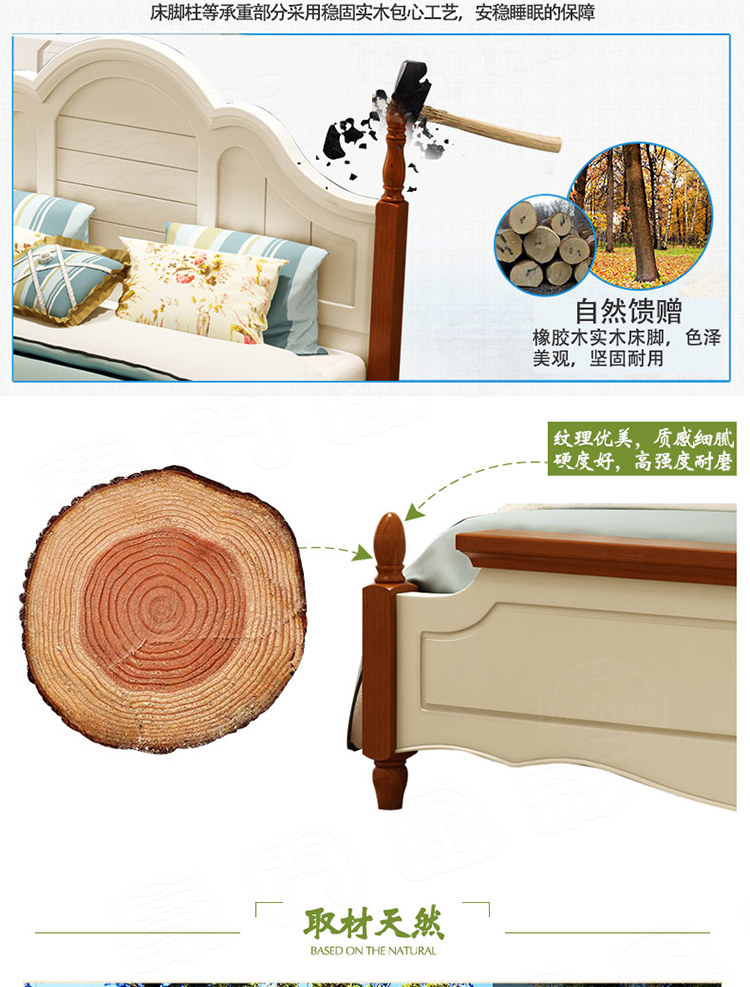 床脚柱等承重部分采用稳固实木包心工艺，安稳睡眠的保障
自然馈赠
橡胶木实木床脚，色泽
美观，坚固耐用
纹理优美，质感細腻
硬度好，高强度耐磨
取材天然
BASED ON THE NATURAL